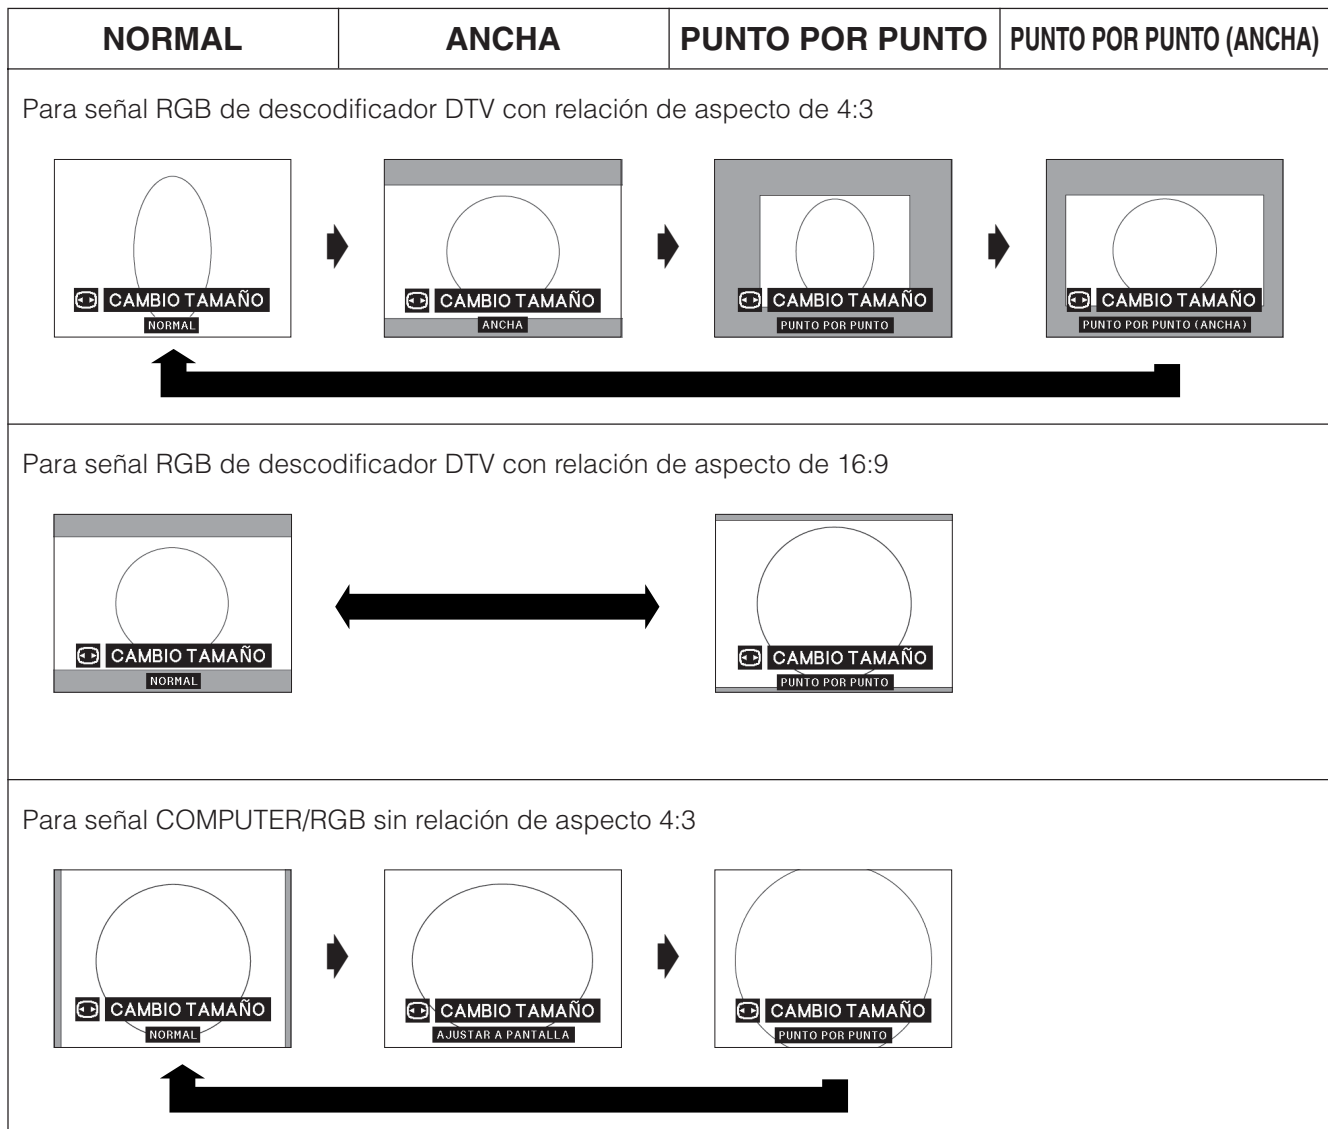 NORMAL ANCHA PUNTO POR PUNTO PUNTO POR PUNTO (ANCHA)
Para señal RGB de descodificador DTV con relación de aspecto de 4:3
CAMBIO TAMAÑO
NORMAL
CAMBIO TAMAÑO
ANCHA
CAMBIO TAMAÑO
PUNTO POR PUNTO
CAMBIO TAMAÑO
PUNTO POR PUNTO (ANCHA)
Para señal RGB de descodificador DTV con relación de aspecto de 16:9
CAMBIO TAMAÑO
NORMAL
CAMBIO TAMAÑO
PUNTO POR PUNTO
Para señal COMPUTER/RGB sin relación de aspecto 4:3
CAMBIO TAMAÑO
NORMAL
CAMBIO TAMAÑO
AJUSTAR A PANTALLA
CAMBIO TAMAÑO
PUNTO POR PUNTO